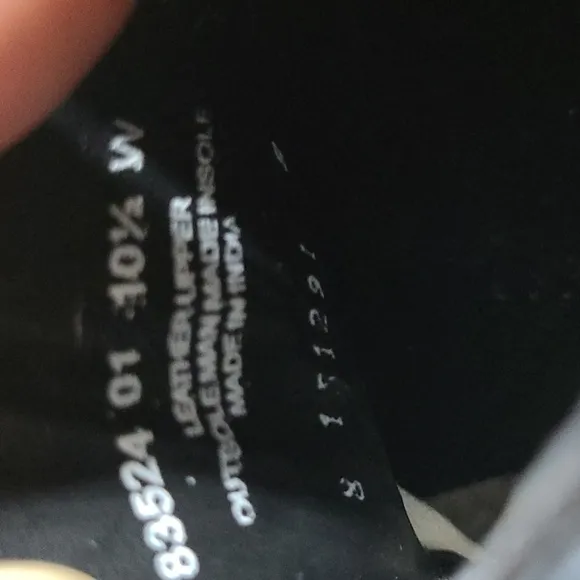 83524 01 10½ W
LEATHER UPPER
OUTSOLE MAN MADE INSOLE
MADE IN INDIA